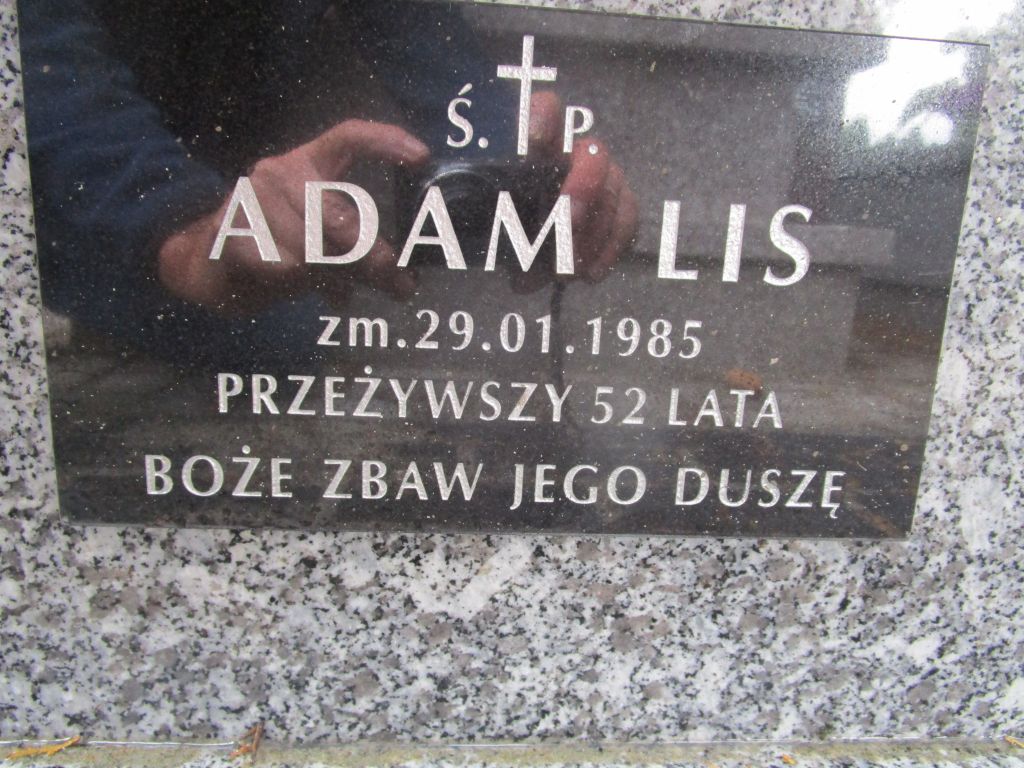 Ś. P.
ADAM LIS
zm.29.01.1985
PRZEŻYWSZY 52 LATA
BOŻE ZBAW JEGO DUSZĘ